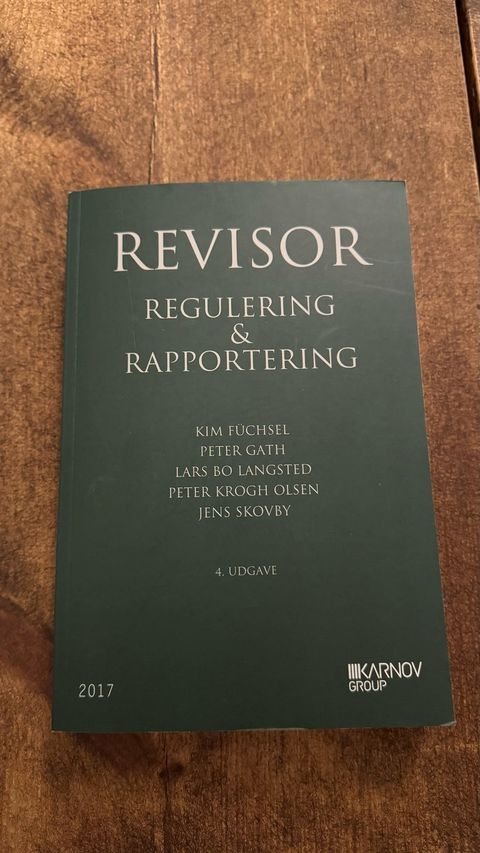 REVISOR
REGULERING
&
RAPPORTERING
KIM FÜCHSEL
PETER GATH
LARS BO LANGSTED
PETER KROGH OLSEN
JENS SKOVBY
4. UDGAVE
2017
KARNOV
GROUP